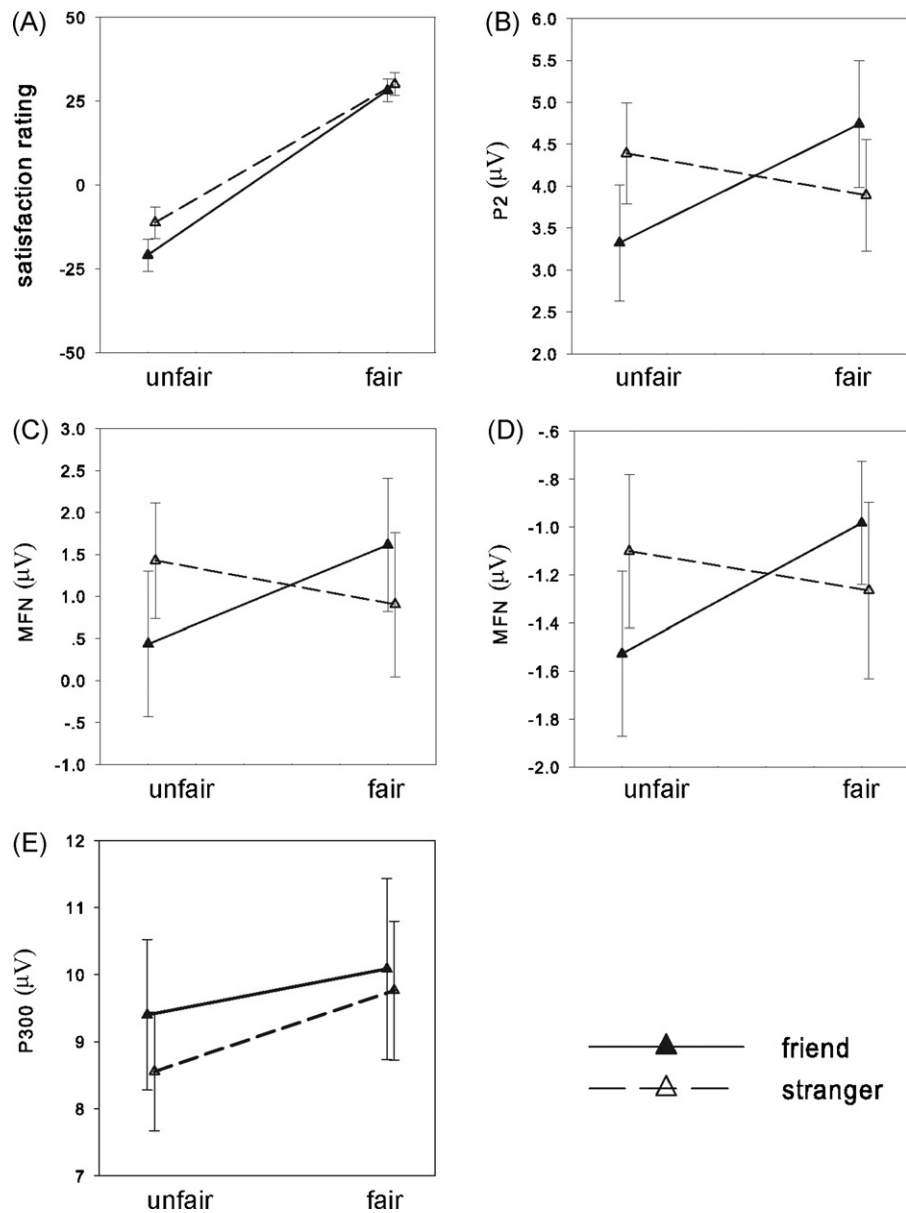 (A)
satisfaction rating
50
25
0
-25
-50
unfair fair
(B)
P2 (μV)
6.0
5.5
5.0
4.5
4.0
3.5
3.0
2.5
2.0
unfair fair
(C)
MFN (μV)
3.0
2.5
2.0
1.5
1.0
.5
0.0
-.5
-1.0
unfair fair
(D)
MFN (μV)
-.6
-.8
-1.0
-1.2
-1.4
-1.6
-1.8
-2.0
unfair fair
(E)
P300 (μV)
12
11
10
9
8
7
unfair fair
friend
stranger